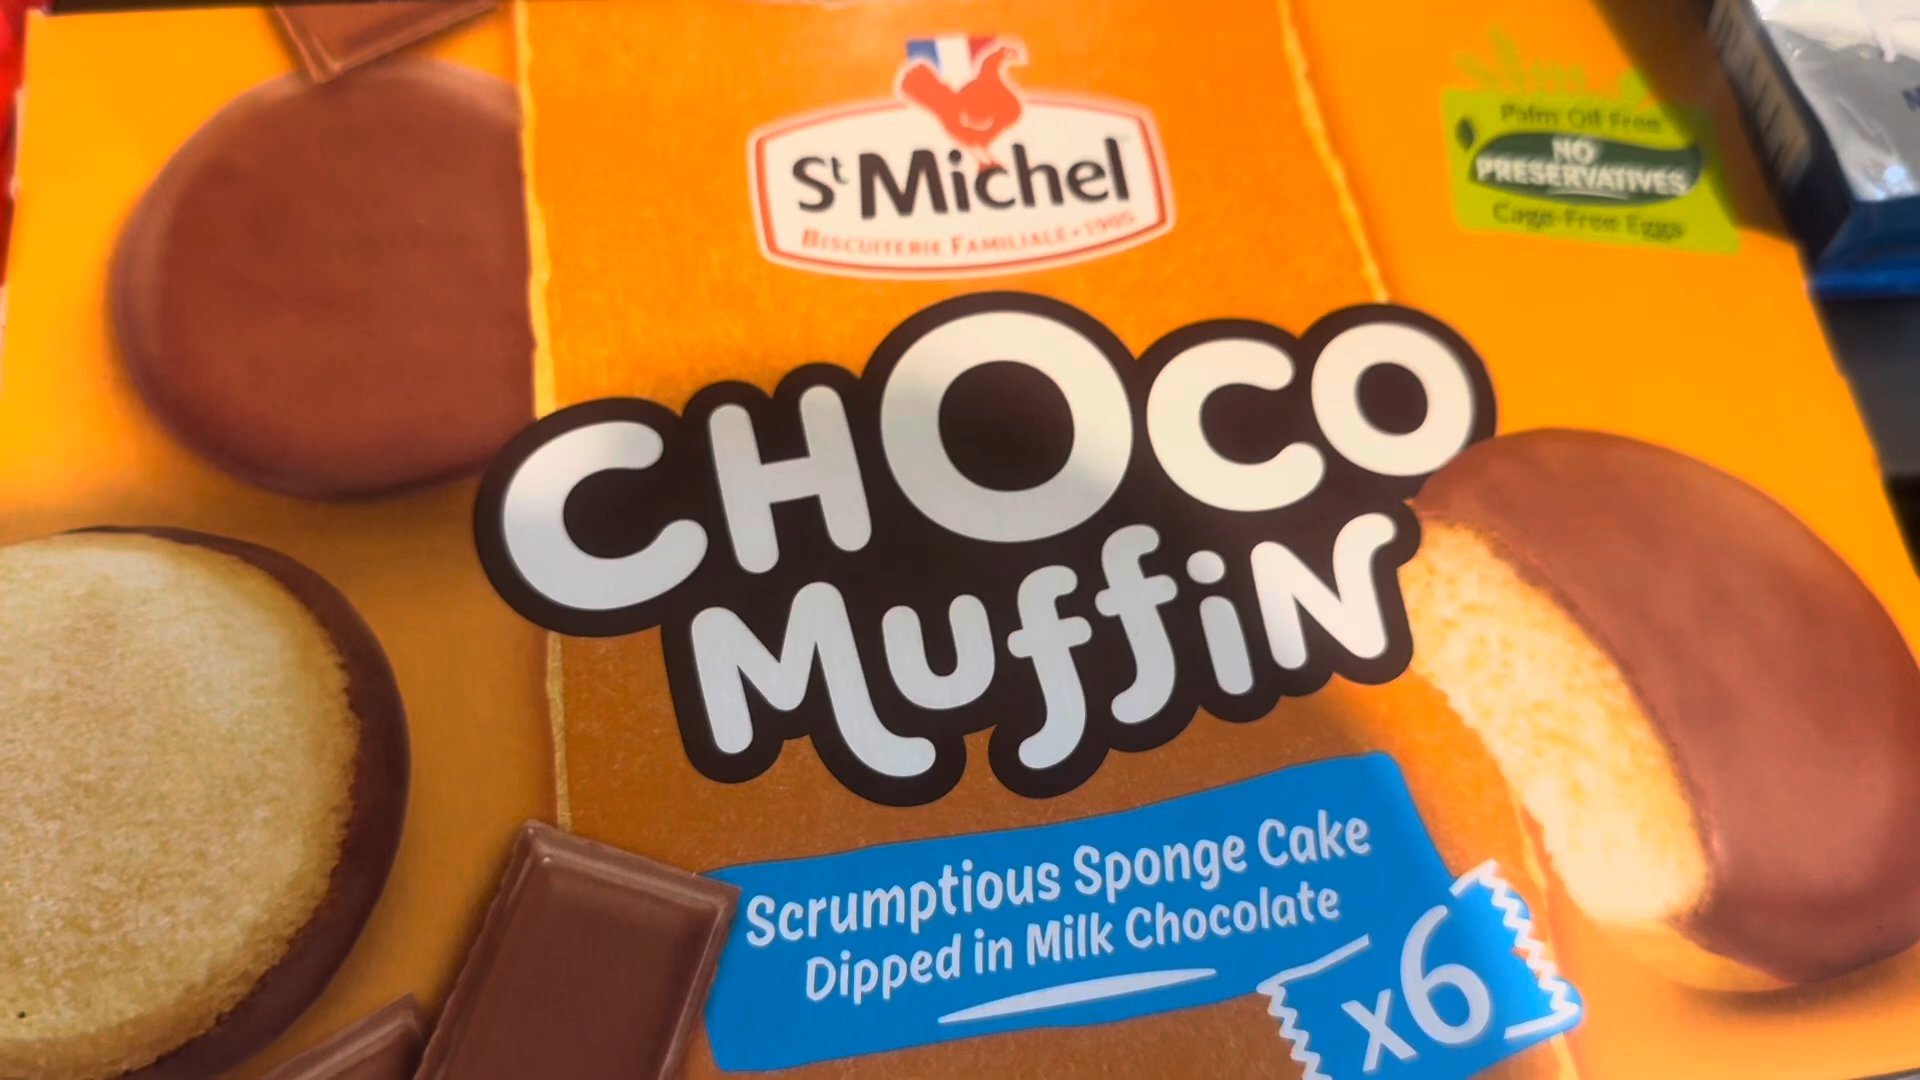 St Michel
BISCUITERIE FAMILIALE • 1905
Palm Oil Free
NO
PRESERVATIVES
Cage-Free Eggs
CHOCO
MuffiN
Scrumptious Sponge Cake
Dipped in Milk Chocolate
x6